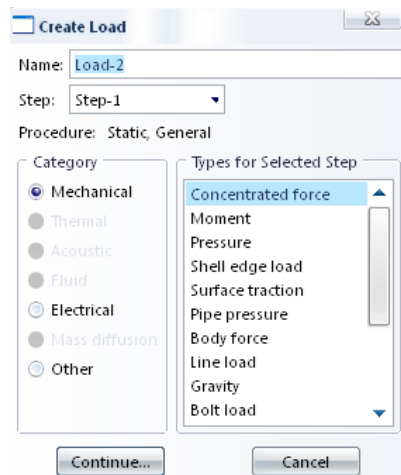 Create Load
Name: Load-2
Step: Step-1
Procedure: Static, General
Category
Mechanical
Thermal
Acoustic
Fluid
Electrical
Mass diffusion
Other
Types for Selected Step
Concentrated force
Moment
Pressure
Shell edge load
Surface traction
Pipe pressure
Body force
Line load
Gravity
Bolt load
Continue... Cancel